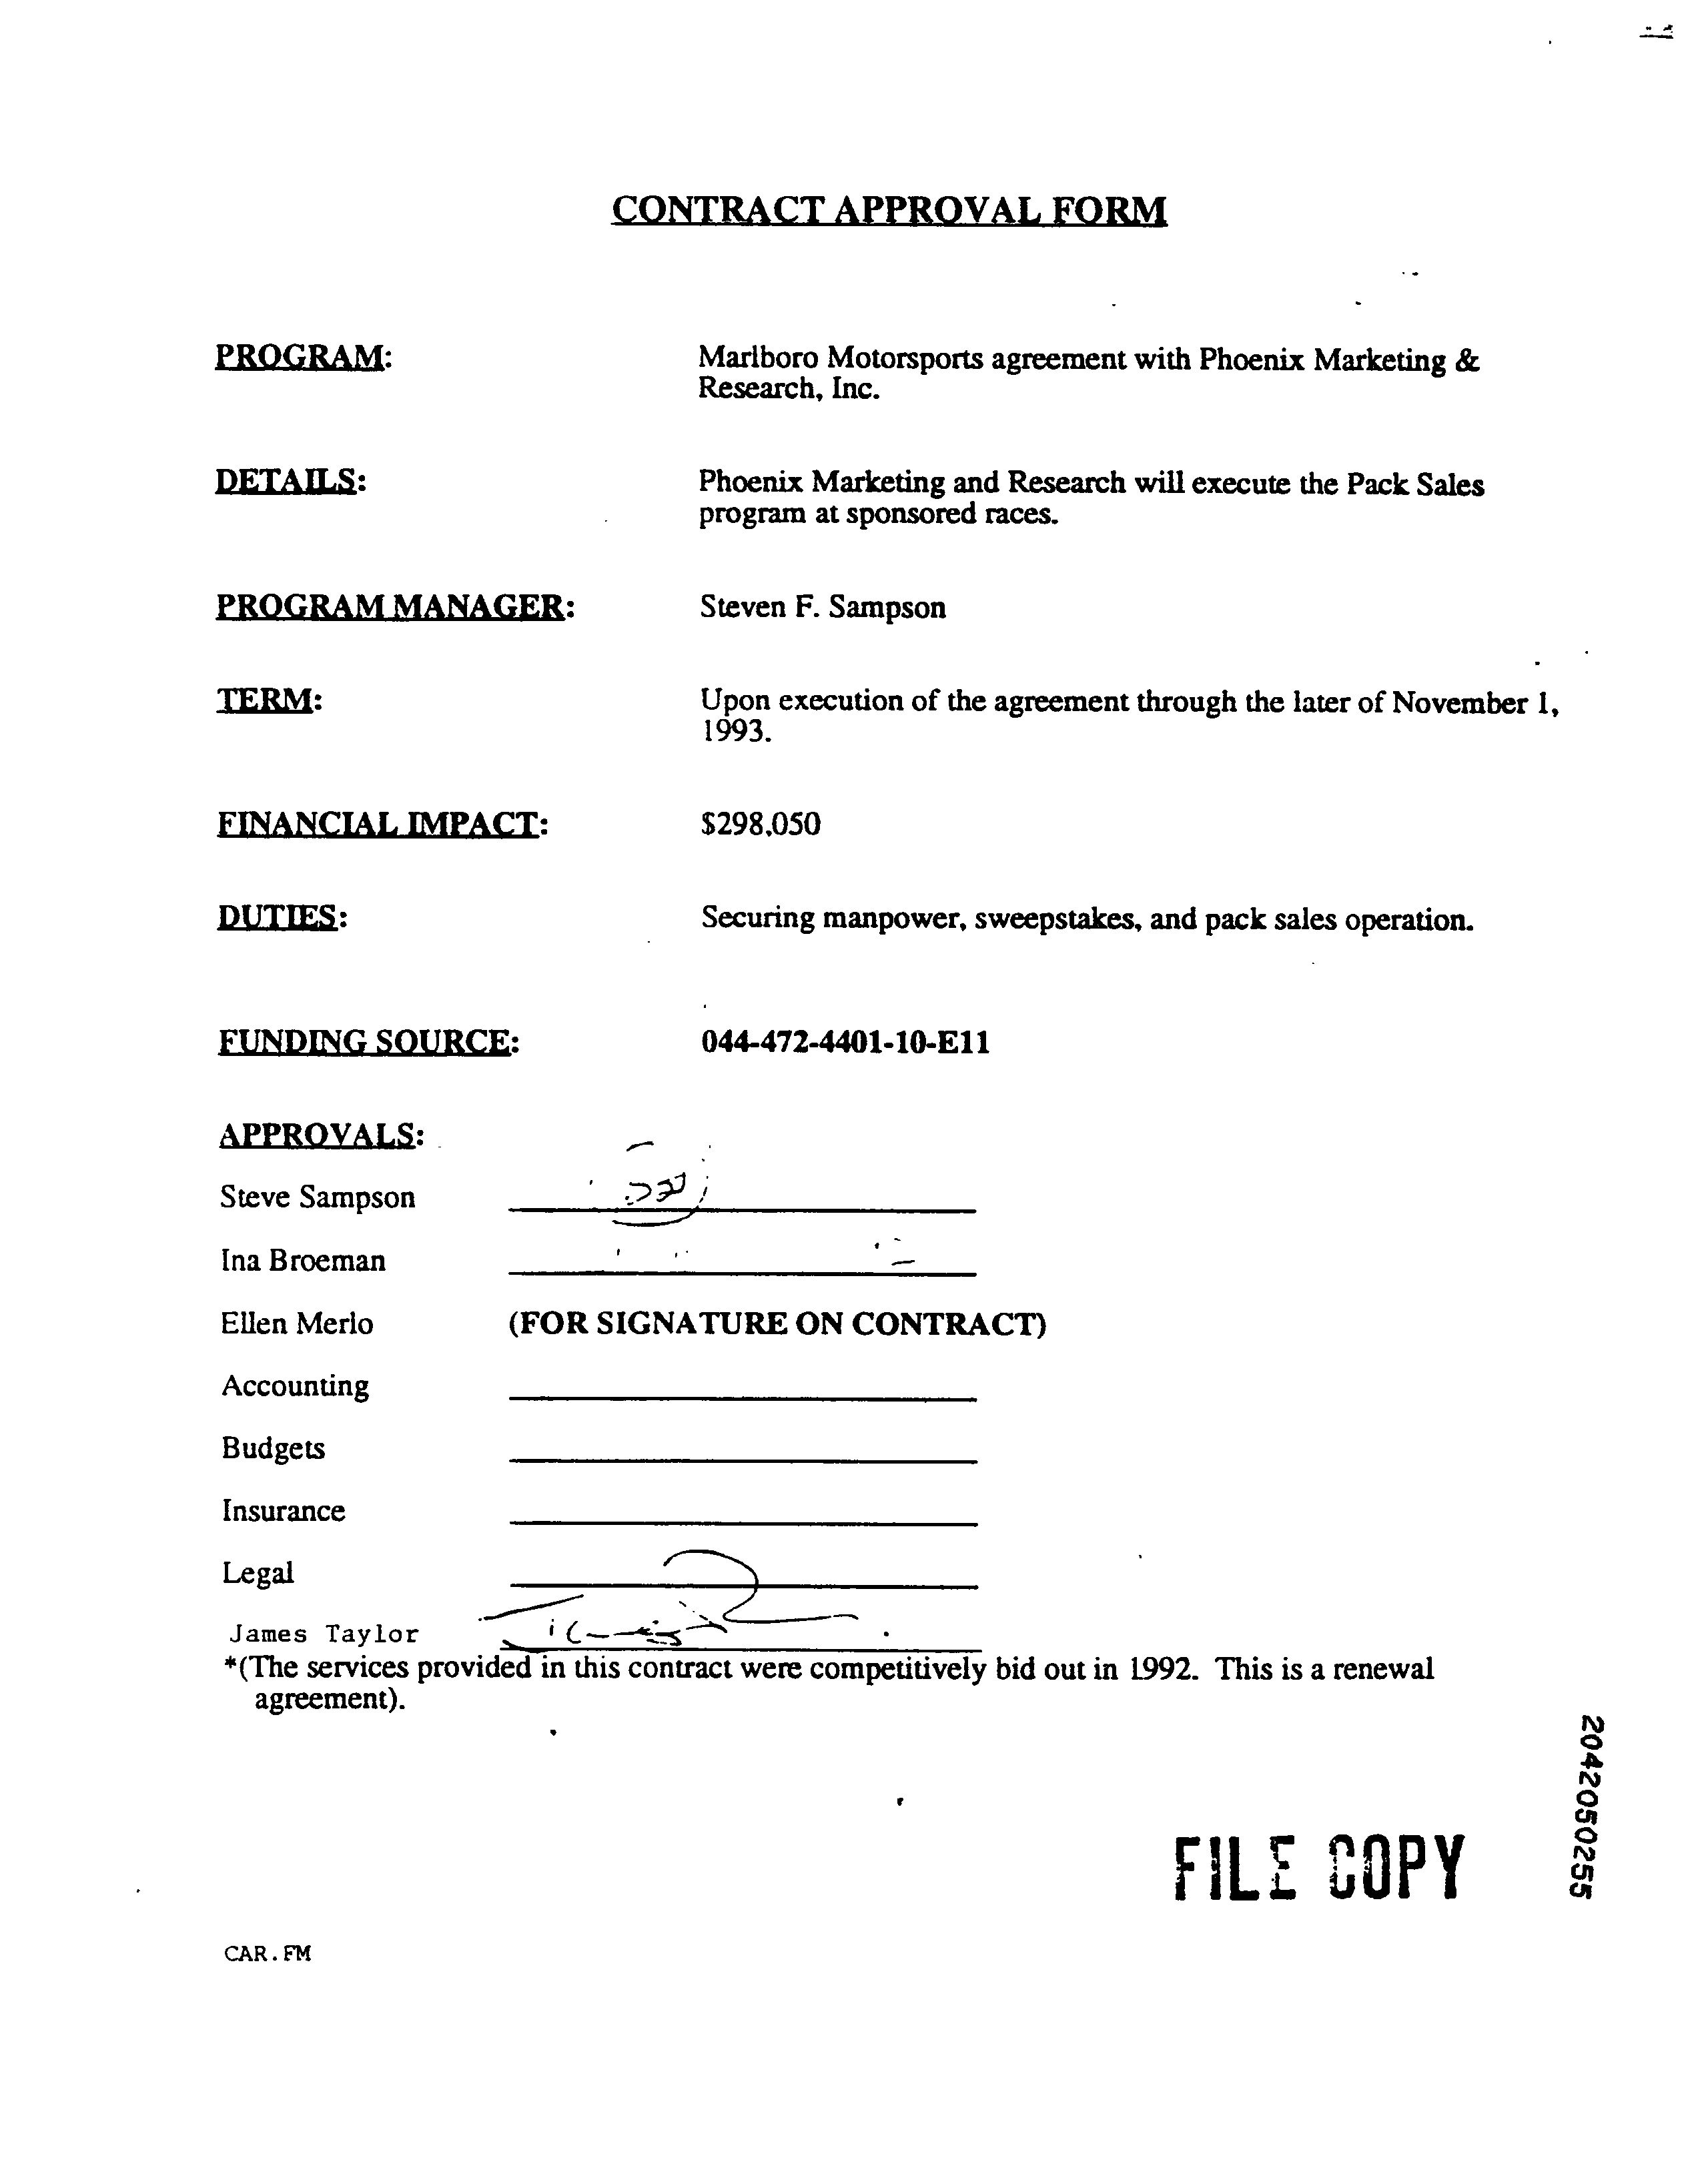 CONTRACT APPROVAL FORM
PROGRAM: Marlboro Motorsports agreement with Phoenix Marketing &
Research, Inc.
DETAILS: Phoenix Marketing and Research will execute the Pack Sales
program at sponsored races.
PROGRAM MANAGER: Steven F. Sampson
TERM: Upon execution of the agreement through the later of November 1,
1993.
FINANCIAL IMPACT: $298,050
DUTIES: Securing manpower, sweepstakes, and pack sales operation.
FUNDING SOURCE: 044-472-4401-10-E11
APPROVALS:
Steve Sampson
Ina Broeman
Ellen Merlo (FOR SIGNATURE ON CONTRACT)
Accounting
Budgets
Insurance
Legal
James Taylor
*(The services provided in this contract were competitively bid out in 1992. This is a renewal
agreement).
2042050255
FILE COPY
CAR.FM